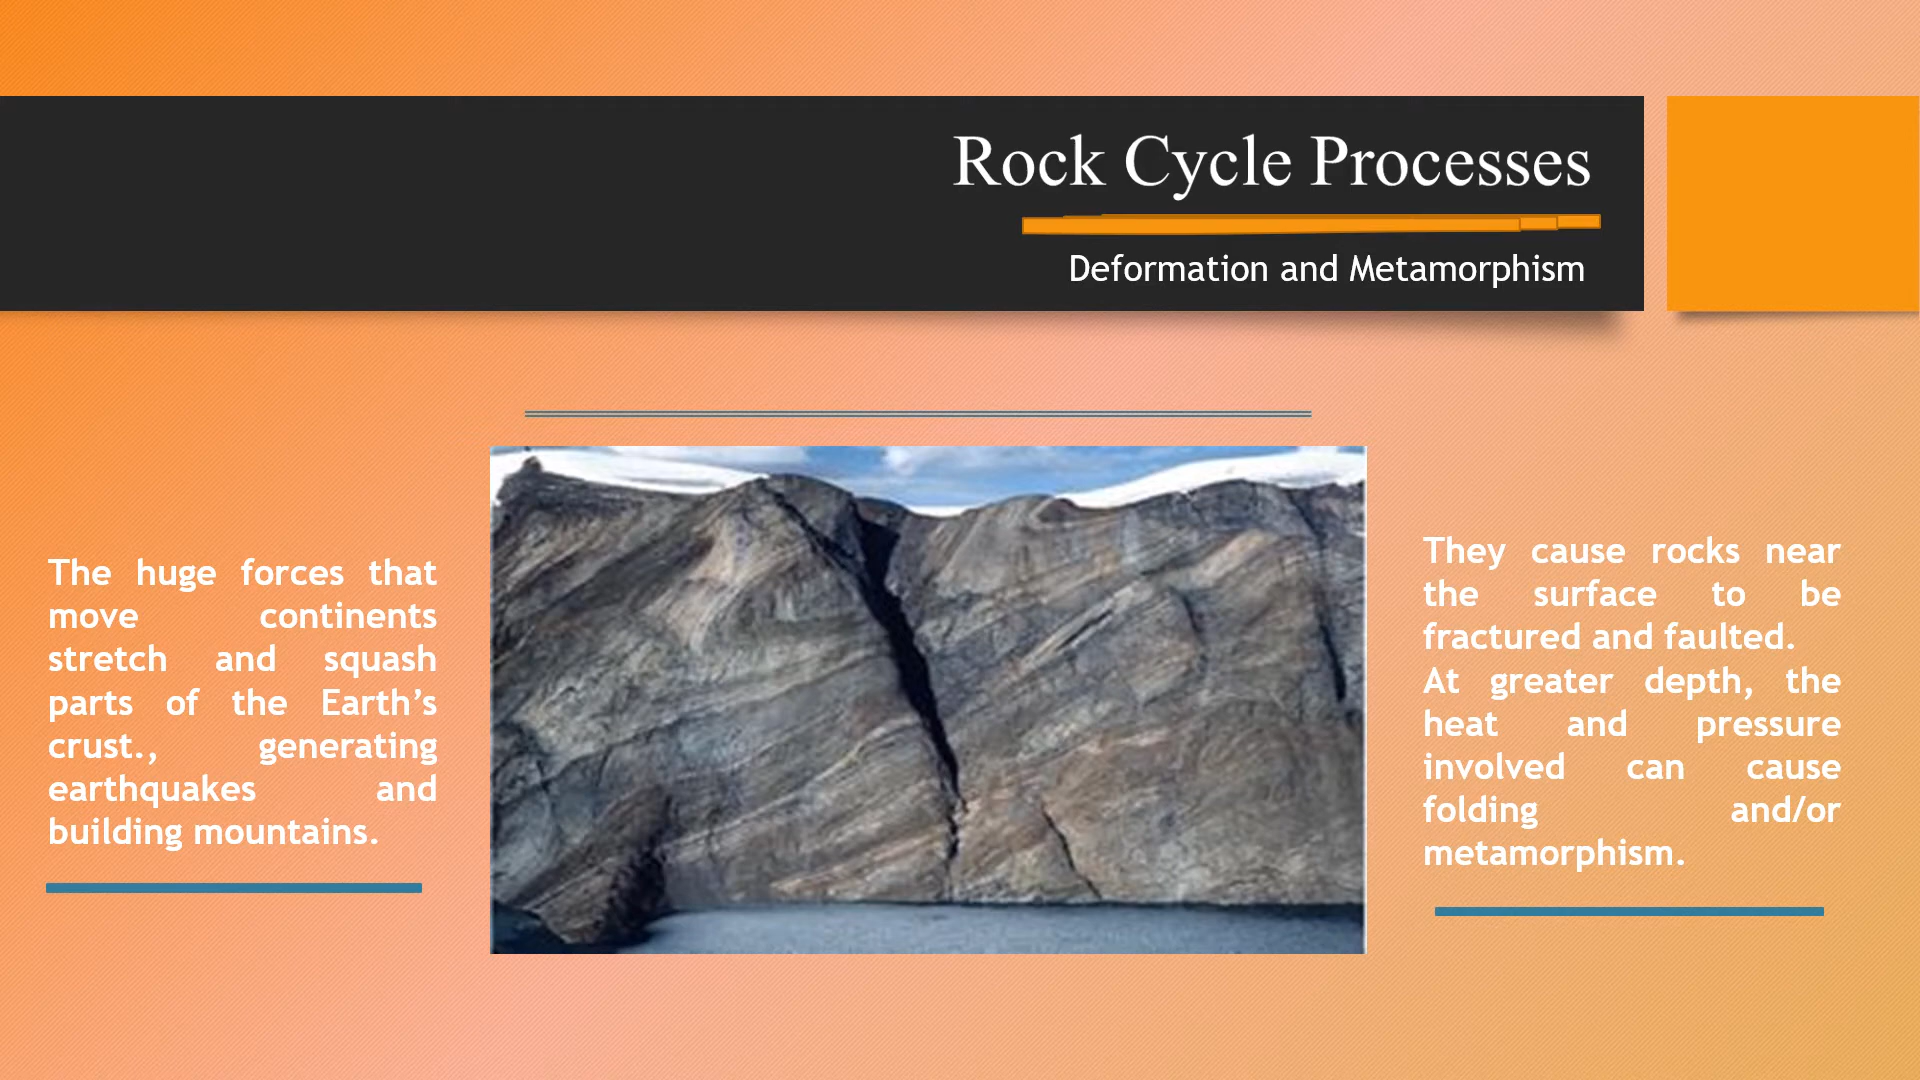 Rock Cycle Processes
Deformation and Metamorphism
The huge forces that
move continents
stretch and squash
parts of the Earth’s
crust., generating
earthquakes and
building mountains.
They cause rocks near
the surface to be
fractured and faulted.
At greater depth, the
heat and pressure
involved can cause
folding and/or
metamorphism.